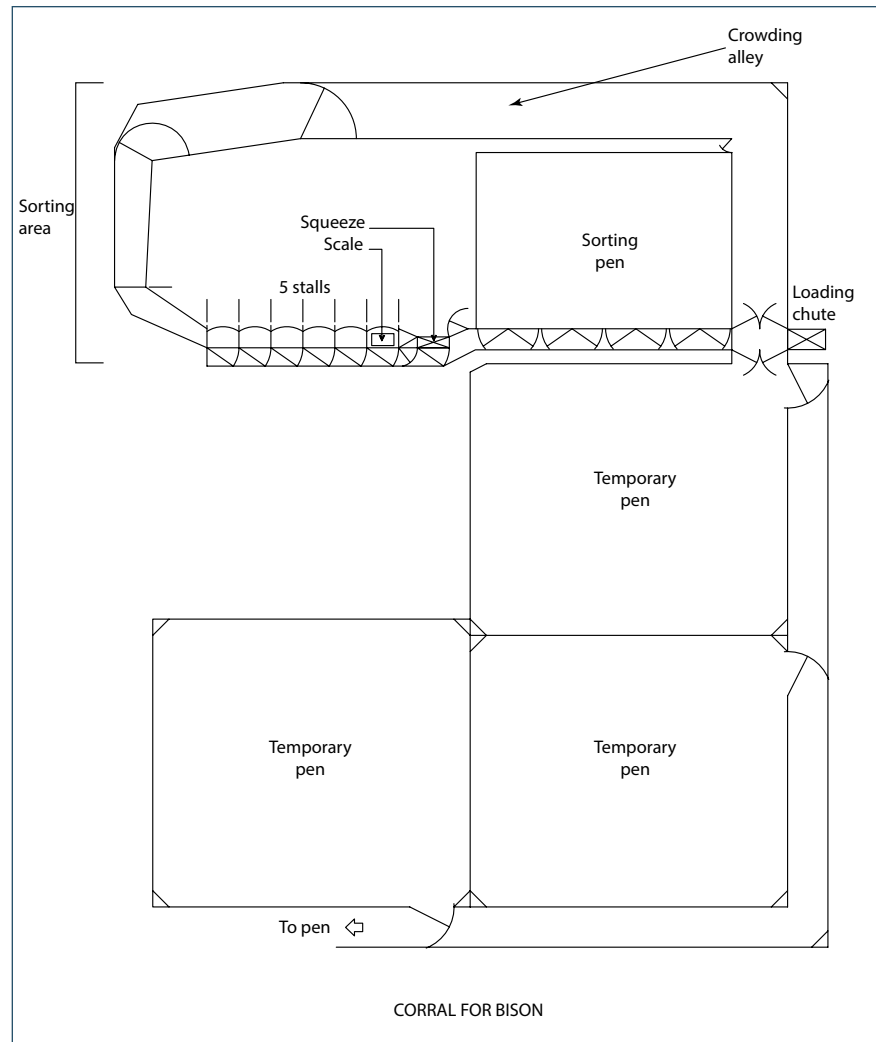 Crowding
alley
Sorting
area
Squeeze
Scale
Sorting
pen
5 stalls
Loading
chute
Temporary
pen
Temporary
pen
Temporary
pen
To pen
CORRAL FOR BISON